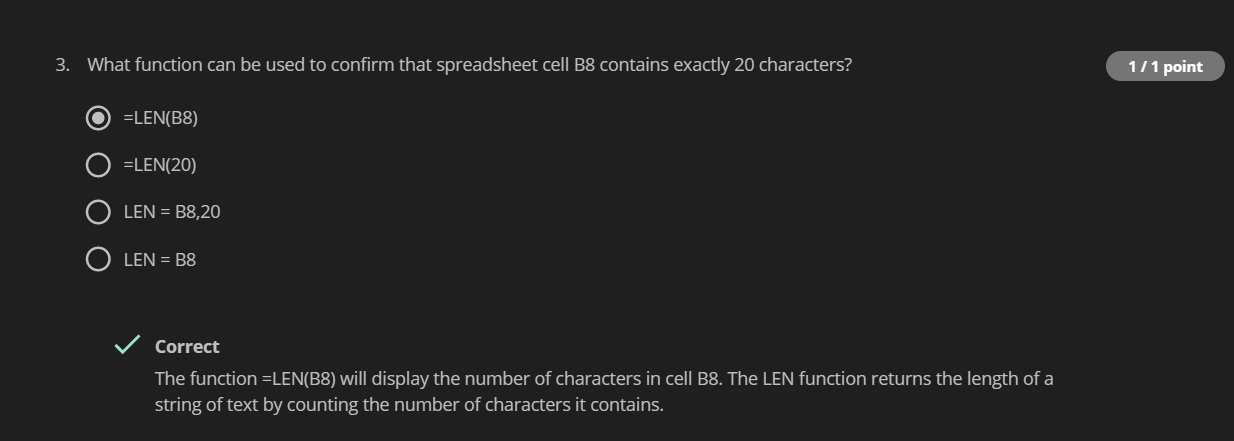 3. What function can be used to confirm that spreadsheet cell B8 contains exactly 20 characters?
1 / 1 point
=LEN(B8)
=LEN(20)
LEN = B8,20
LEN = B8
Correct
The function =LEN(B8) will display the number of characters in cell B8. The LEN function returns the length of a
string of text by counting the number of characters it contains.